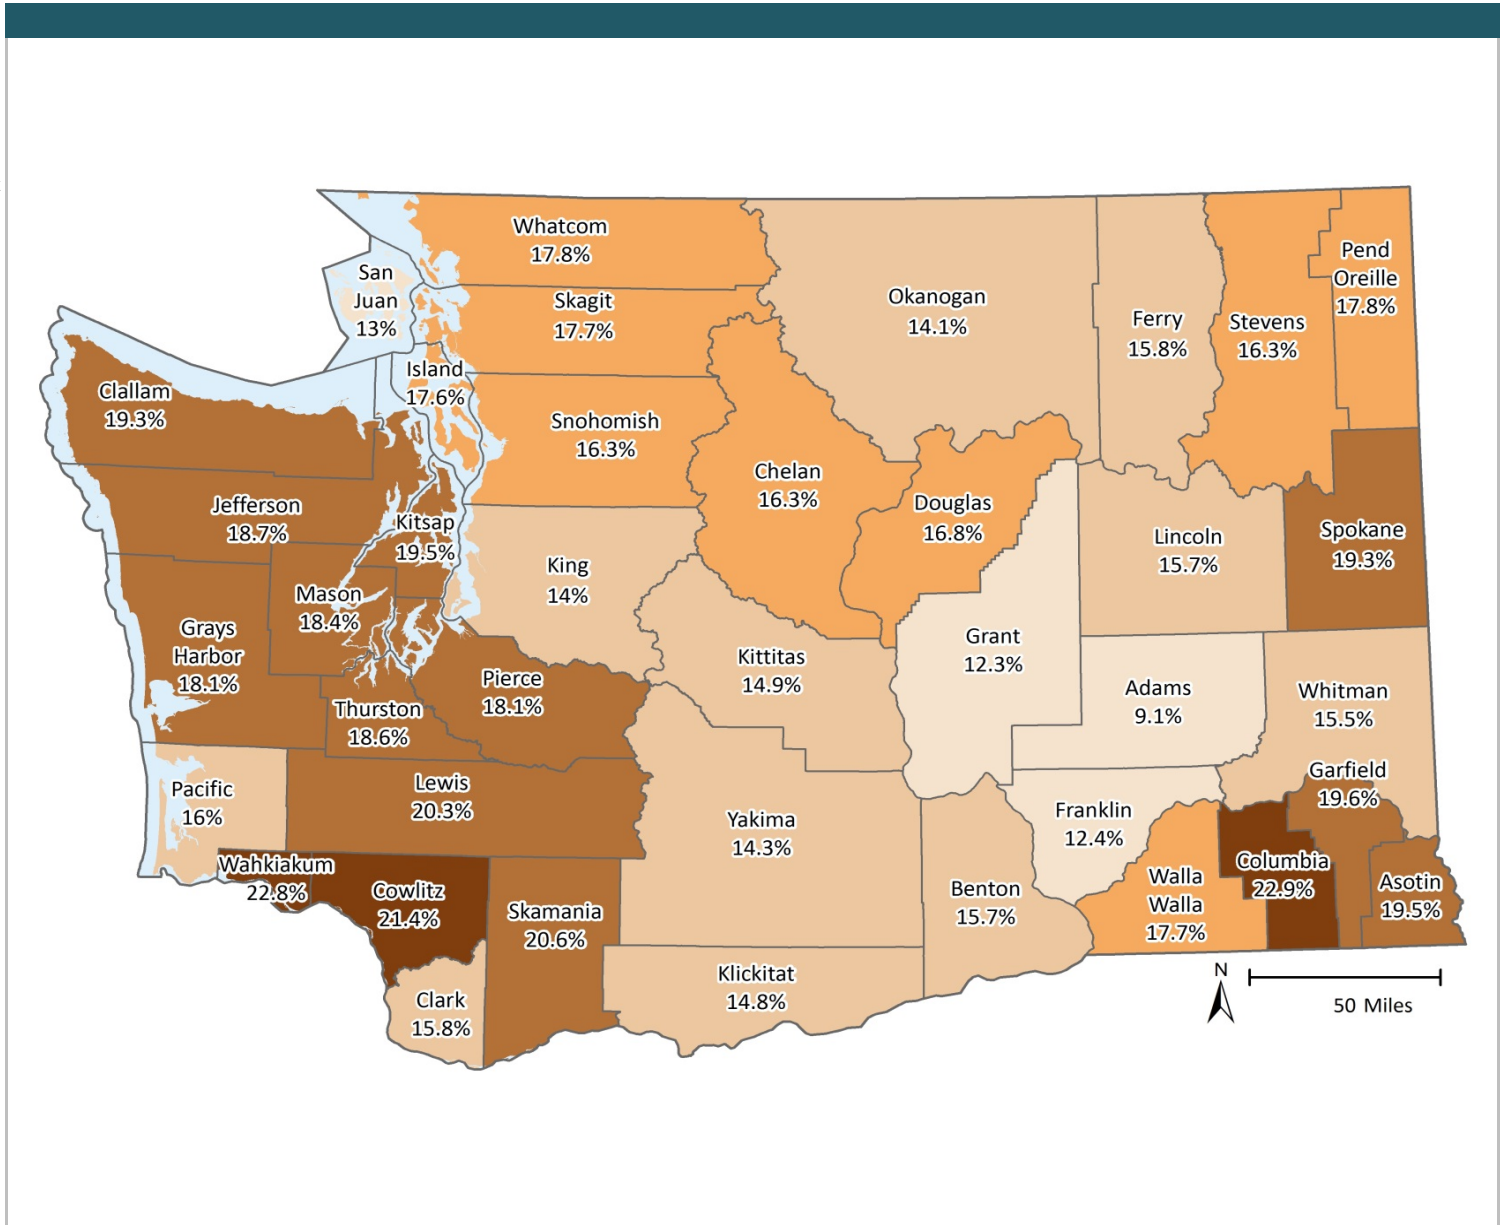 Whatcom
17.8%
San
Juan
13%
Skagit
17.7%
Island
17.6%
Snohomish
16.3%
Okanogan
14.1%
Ferry
15.8%
Stevens
16.3%
Pend
Oreille
17.8%
Clallam
19.3%
Jefferson
18.7%
Kitsap
19.5%
Chelan
16.3%
Douglas
16.8%
Lincoln
15.7%
Spokane
19.3%
King
14%
Mason
18.4%
Grays
Harbor
18.1%
Kittitas
14.9%
Grant
12.3%
Adams
9.1%
Whitman
15.5%
Pierce
18.1%
Thurston
18.6%
Pacific
16%
Lewis
20.3%
Yakima
14.3%
Franklin
12.4%
Garfield
19.6%
Wahkiakum
22.8%
Cowlitz
21.4%
Skamania
20.6%
Benton
15.7%
Walla
Walla
17.7%
Columbia
22.9%
Asotin
19.5%
Clark
15.8%
Klickitat
14.8%
N
50 Miles